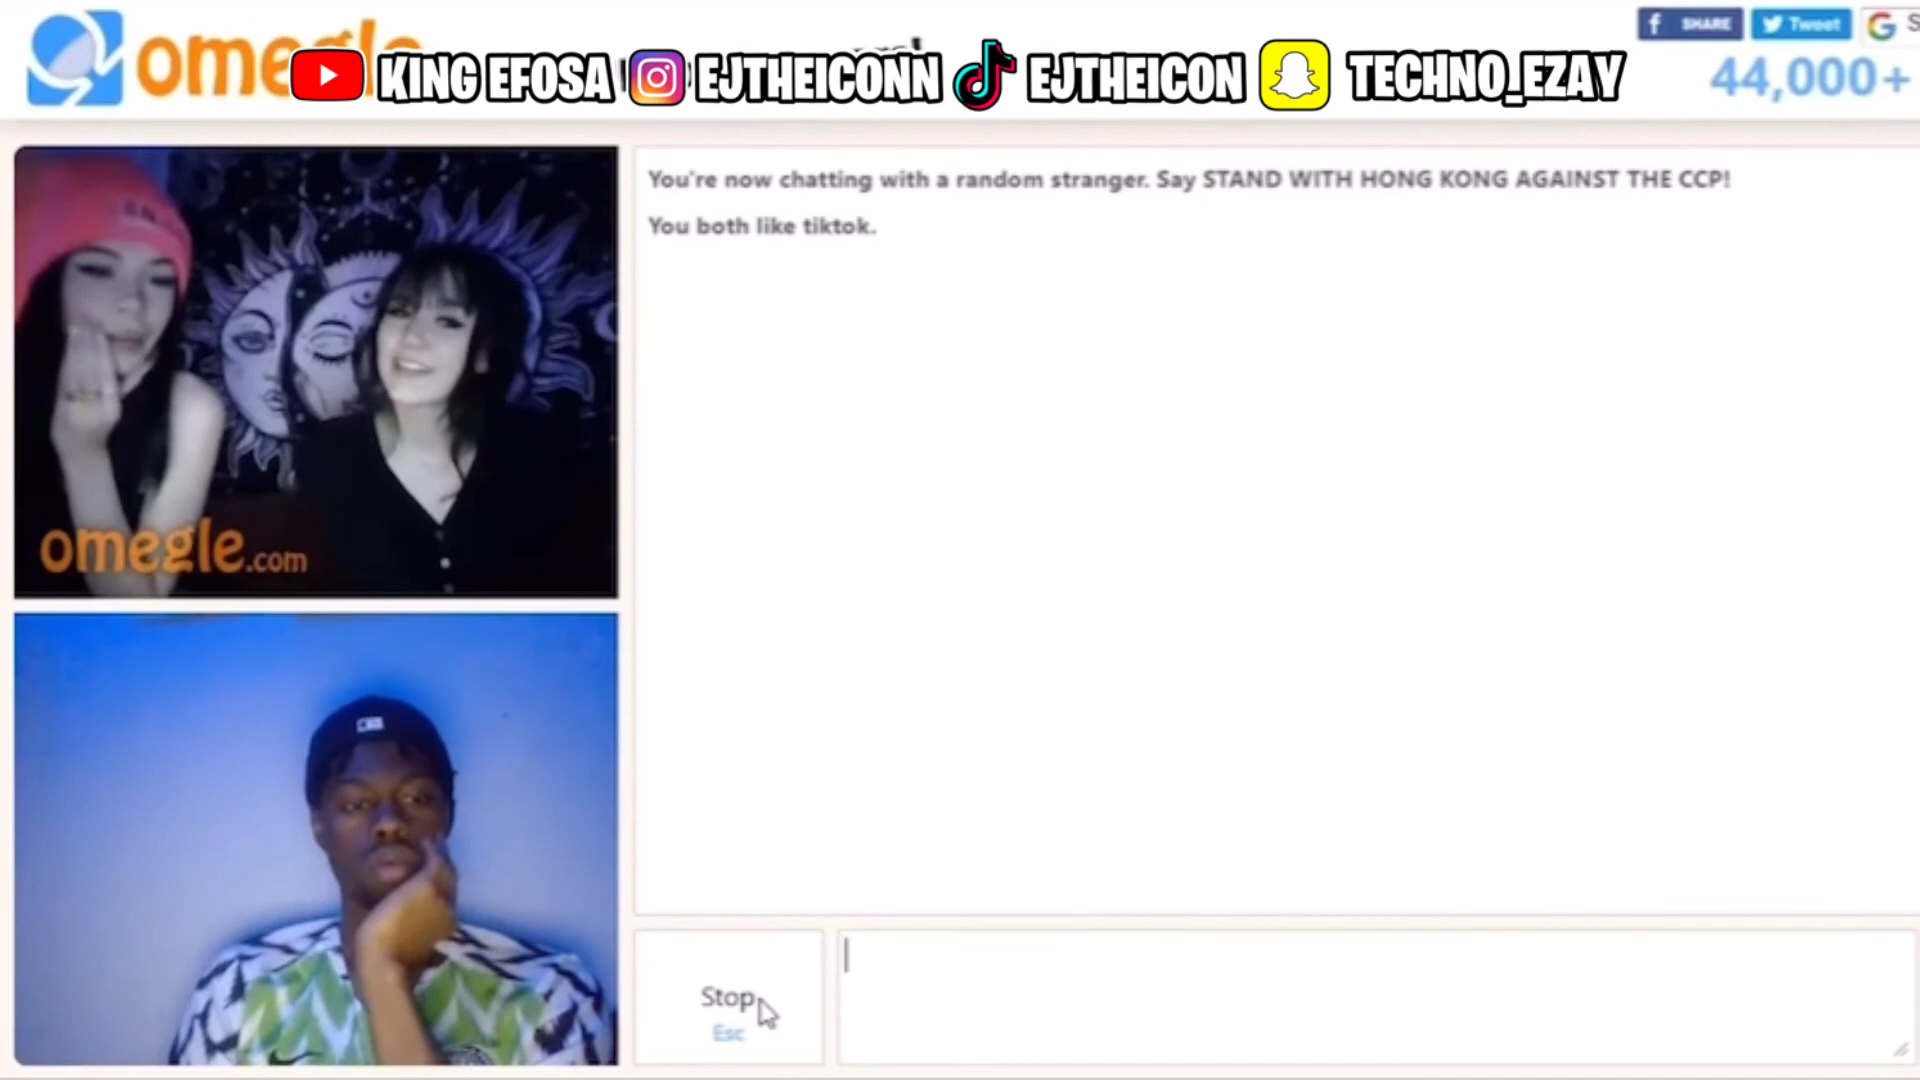 omegle
KING EFOSA EJTHEICONN EJTHEICON TECHNO_EZAY
f SHARE Tweet G S
44,000+
You're now chatting with a random stranger. Say STAND WITH HONG KONG AGAINST THE CCP!
You both like tiktok.
omegle.com
Stop
Esc